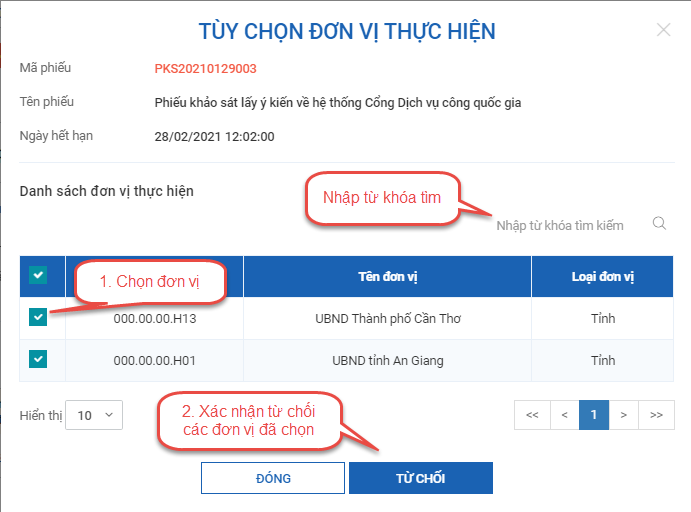 TÙY CHỌN ĐƠN VỊ THỰC HIỆN
Mã phiếu PKS20210129003
Tên phiếu Phiếu khảo sát lấy ý kiến về hệ thống Cổng Dịch vụ công quốc gia
Ngày hết hạn 28/02/2021 12:02:00
Danh sách đơn vị thực hiện
Nhập từ khóa tìm
Nhập từ khóa tìm kiếm
1. Chọn đơn vị
Tên đơn vị Loại đơn vị
000.00.00.H13 UBND Thành phố Cần Thơ Tỉnh
000.00.00.H01 UBND tỉnh An Giang Tỉnh
Hiển thị 10
2. Xác nhận từ chối
các đơn vị đã chọn
<< < 1 > >>
ĐÓNG TỪ CHỐI